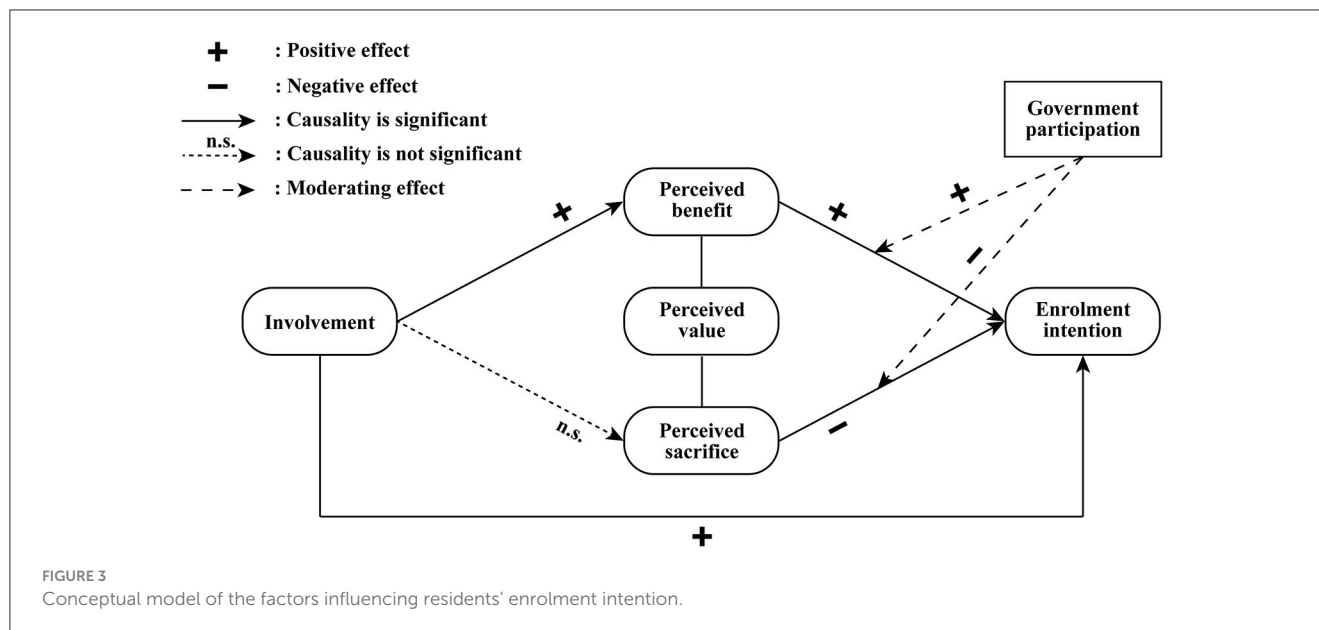 + : Positive effect
− : Negative effect
: Causality is significant
n.s.
: Causality is not significant
: Moderating effect
Government
participation
Perceived
benefit
+
+
+
−
Involvement
Perceived
value
Enrolment
intention
n.s.
Perceived
sacrifice
−
+
FIGURE 3
Conceptual model of the factors influencing residents’ enrolment intention.